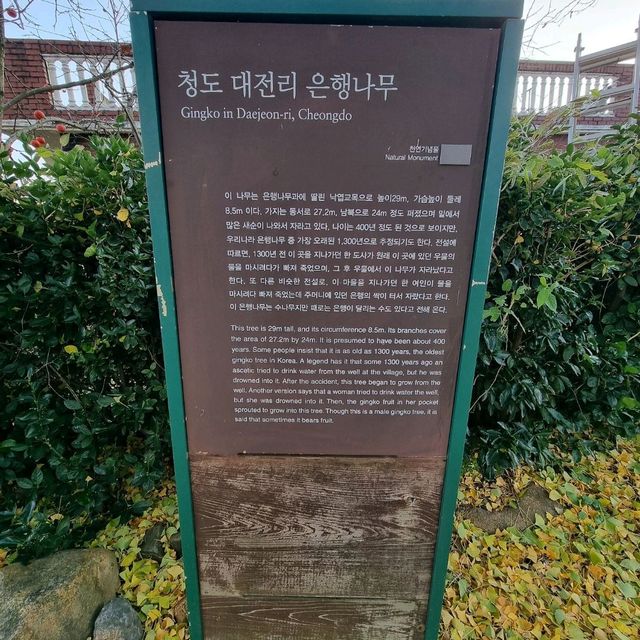 청도 대전리 은행나무
Gingko in Daejeon-ri, Cheongdo
천연기념물
Natural Monument
이 나무는 은행나무과에 딸린 낙엽교목으로 높이29m, 가슴높이 둘레
8.5m 이다. 가지는 동서로 27.2m, 남북으로 24m 정도 퍼졌으며 밑에서
많은 새순이 나와서 자라고 있다. 나이는 400년 정도 된 것으로 보이지만,
우리나라 은행나무 중 가장 오래된 1,300년으로 추정되기도 한다. 전설에
따르면, 1300년 전 이 곳을 지나가던 한 도사가 원래 이 곳에 있던 우물의
물을 마시려다가 빠져 죽었으며, 그 후 우물에서 이 나무가 자라났다고
한다. 또 다른 비슷한 전설로, 이 마을을 지나가던 한 여인이 물을
마시려다 빠져 죽었는데 주머니에 있던 은행의 싹이 터서 자랐다고 한다.
이 은행나무는 수나무지만 때로는 은행이 달리는 수도 있다고 전해 온다.
This tree is 29m tall, and its circumference 8.5m. Its branches cover
the area of 27.2m by 24m. It is presumed to have been about 400
years. Some people insist that it is as old as 1300 years, the oldest
gingko tree in Korea. A legend has it that some 1300 years ago an
ascetic tried to drink water from the well at the village, but he was
drowned into it. After the accident, this tree began to grow from the
well. Another version says that a woman tried to drink water the well,
but she was drowned into it. Then, the gingko fruit in her pocket
sprouted to grow into this tree. Though this is a male gingko tree, it is
said that sometimes it bears fruit.